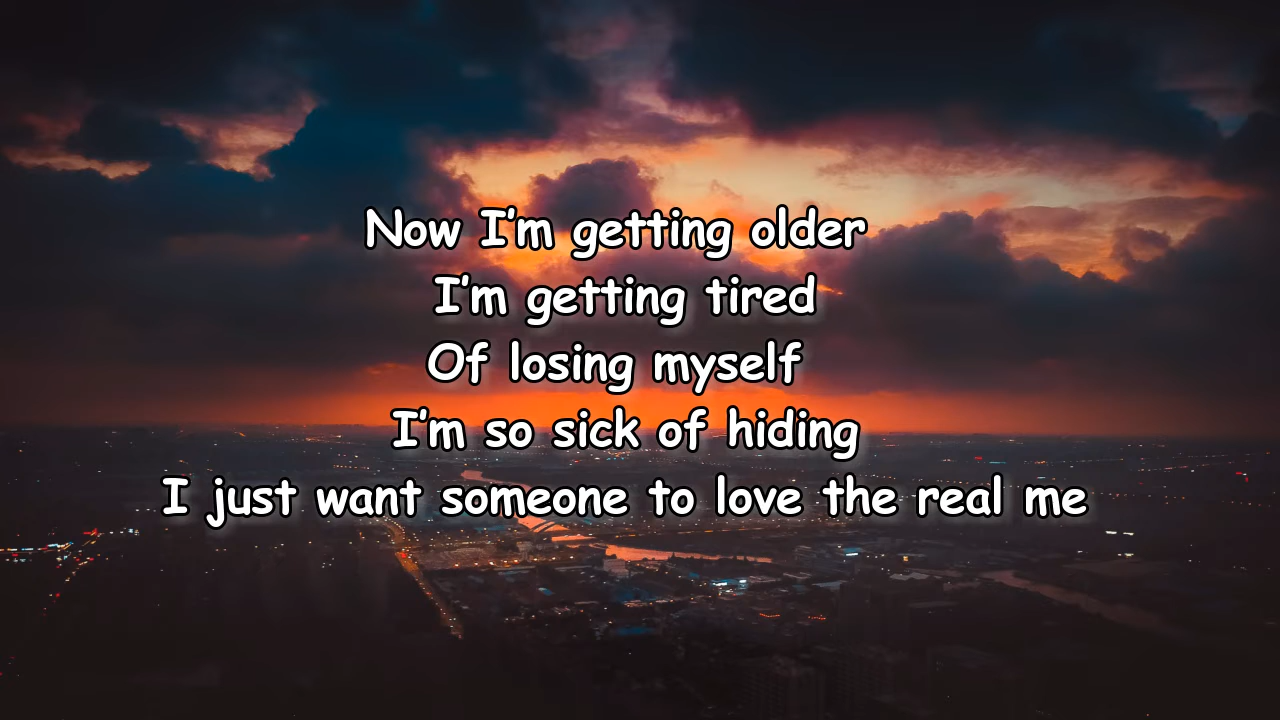 Now I'm getting older
I'm getting tired
Of losing myself
I'm so sick of hiding
I just want someone to love the real me